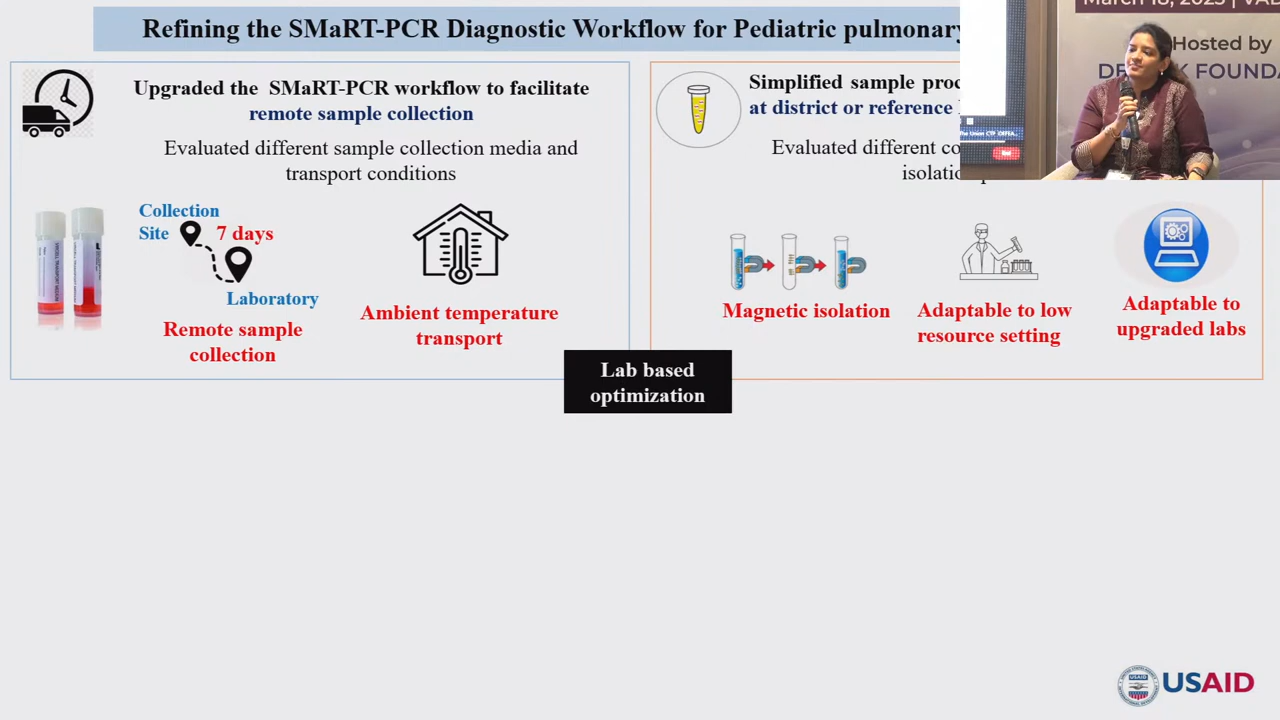 Refining the SMaRT-PCR Diagnostic Workflow for Pediatric pulmonary
Upgraded the SMaRT-PCR workflow to facilitate
remote sample collection
Evaluated different sample collection media and
transport conditions
Collection
Site
7 days
Laboratory
Remote sample
collection
Ambient temperature
transport
Simplified sample
at district or reference
Evaluated different
Magnetic isolation
Adaptable to low
resource setting
Adaptable to
upgraded labs
Lab based
optimization
March 18, 2025 |
Hosted by
USAID